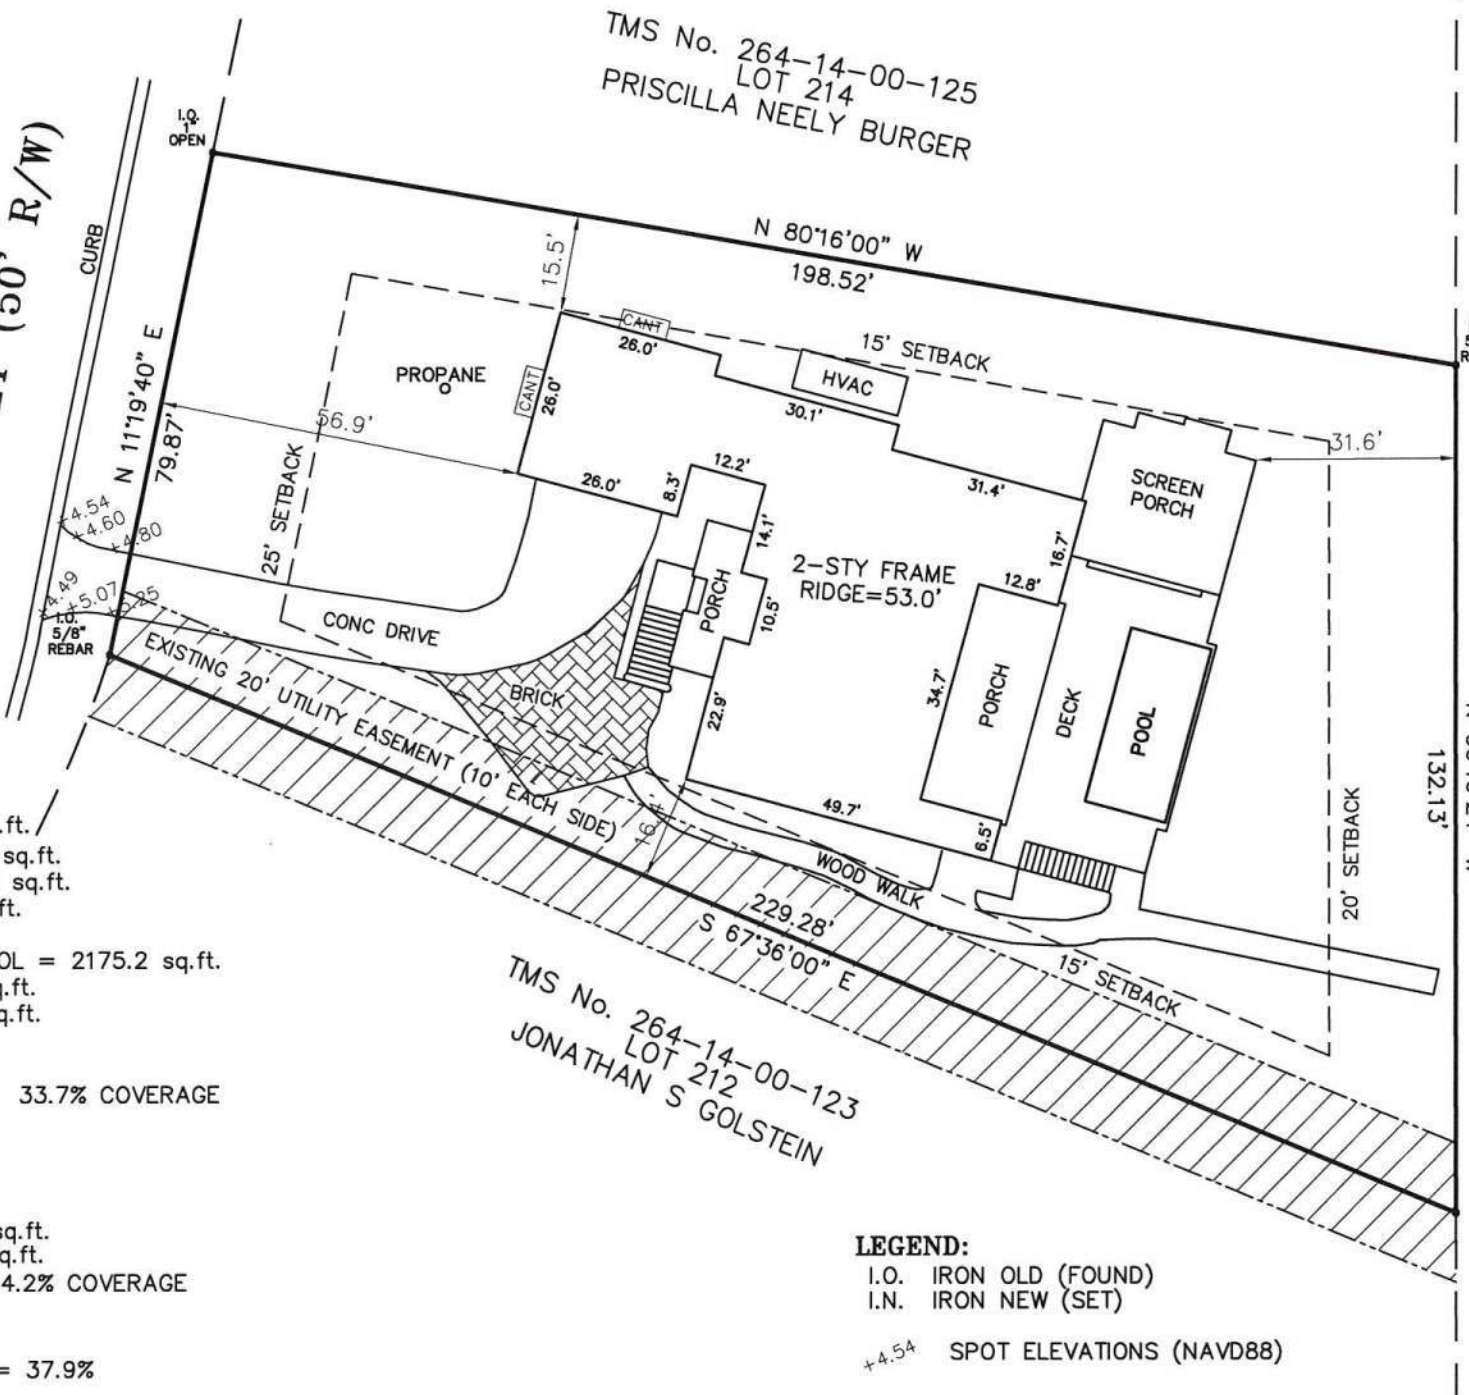 TMS No. 264-14-00-125
LOT 214
PRISCILLA NEELY BURGER
(50' R/W)
CURB
I.O.
1"
OPEN
N 80°16'00" W
198.52'
15.5'
N 11°19'40" E
79.87'
PROPANE
CANT
26.0'
CANT
26.0'
15' SETBACK
HVAC
30.1'
56.9'
25' SETBACK
26.0'
8.3'
12.2'
31.4'
31.6'
SCREEN
PORCH
+4.54
+4.60
+4.80
14.1'
16.7'
2-STY FRAME
RIDGE=53.0'
12.8'
PORCH
10.5'
+4.49
+5.07
I.O.
5/8"
REBAR
CONC DRIVE
EXISTING 20' UTILITY EASEMENT (10' EACH SIDE)
BRICK
22.9'
34.7'
PORCH
DECK
POOL
132.13'
49.7'
6.5'
20' SETBACK
WOOD WALK
229.28'
S 67°36'00" E
15' SETBACK
sq.ft.
sq.ft.
= 2175.2 sq.ft.
33.7% COVERAGE
TMS No. 264-14-00-123
LOT 212
JONATHAN S GOLSTEIN
sq.ft.
4.2% COVERAGE
= 37.9%
LEGEND:
I.O. IRON OLD (FOUND)
I.N. IRON NEW (SET)
+4.54 SPOT ELEVATIONS (NAVD88)